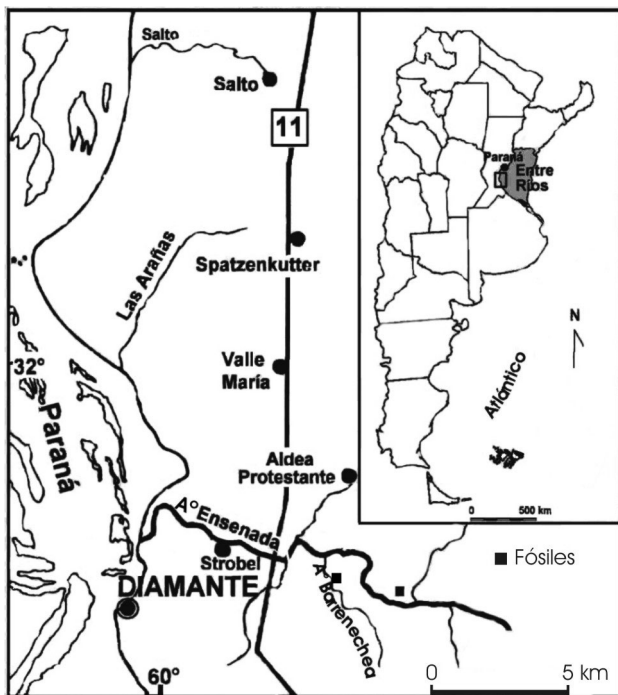 Salto
Salto
11
Spatzenkutter
Las Arañas
32°
Valle
María
Paraná
Aldea
Protestante
A° Ensenada
Strobel
DIAMANTE
A° Barrenechea
60°
Paraná
Entre
Ríos
N
Atlántico
0 500 km
Fósiles
0 5 km